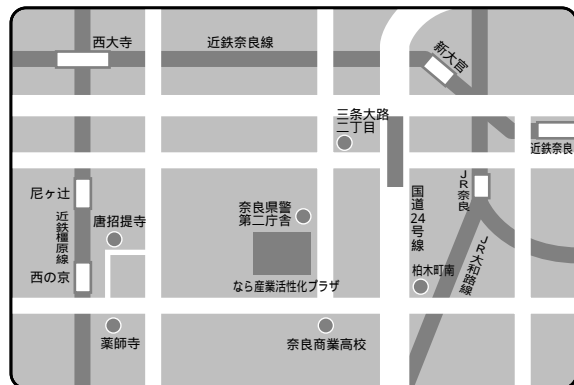 西大寺
近鉄奈良線
新大宮
三条大路
二丁目
近鉄奈良
JR奈良
尼ヶ辻
近鉄橿原線
唐招提寺
奈良県警
第二庁舎
国道24号線
JR大和路線
西の京
柏木町南
なら産業活性化プラザ
薬師寺
奈良商業高校